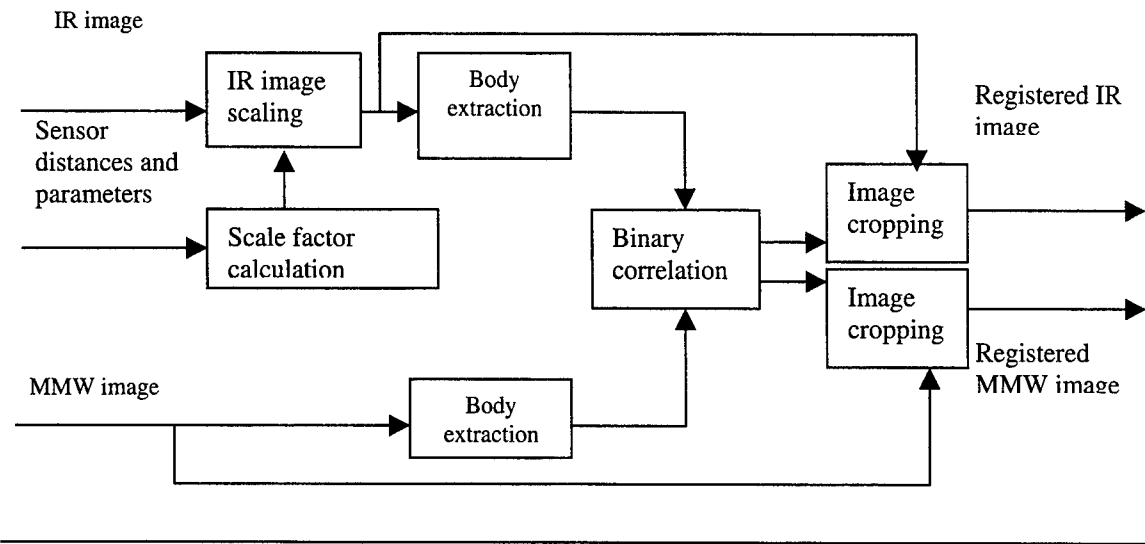 IR image
IR image
scaling
Body
extraction
Registered IR
image
Sensor
distances and
parameters
Image
cropping
Scale factor
calculation
Binary
correlation
Image
cropping
Registered
MMW image
MMW image
Body
extraction